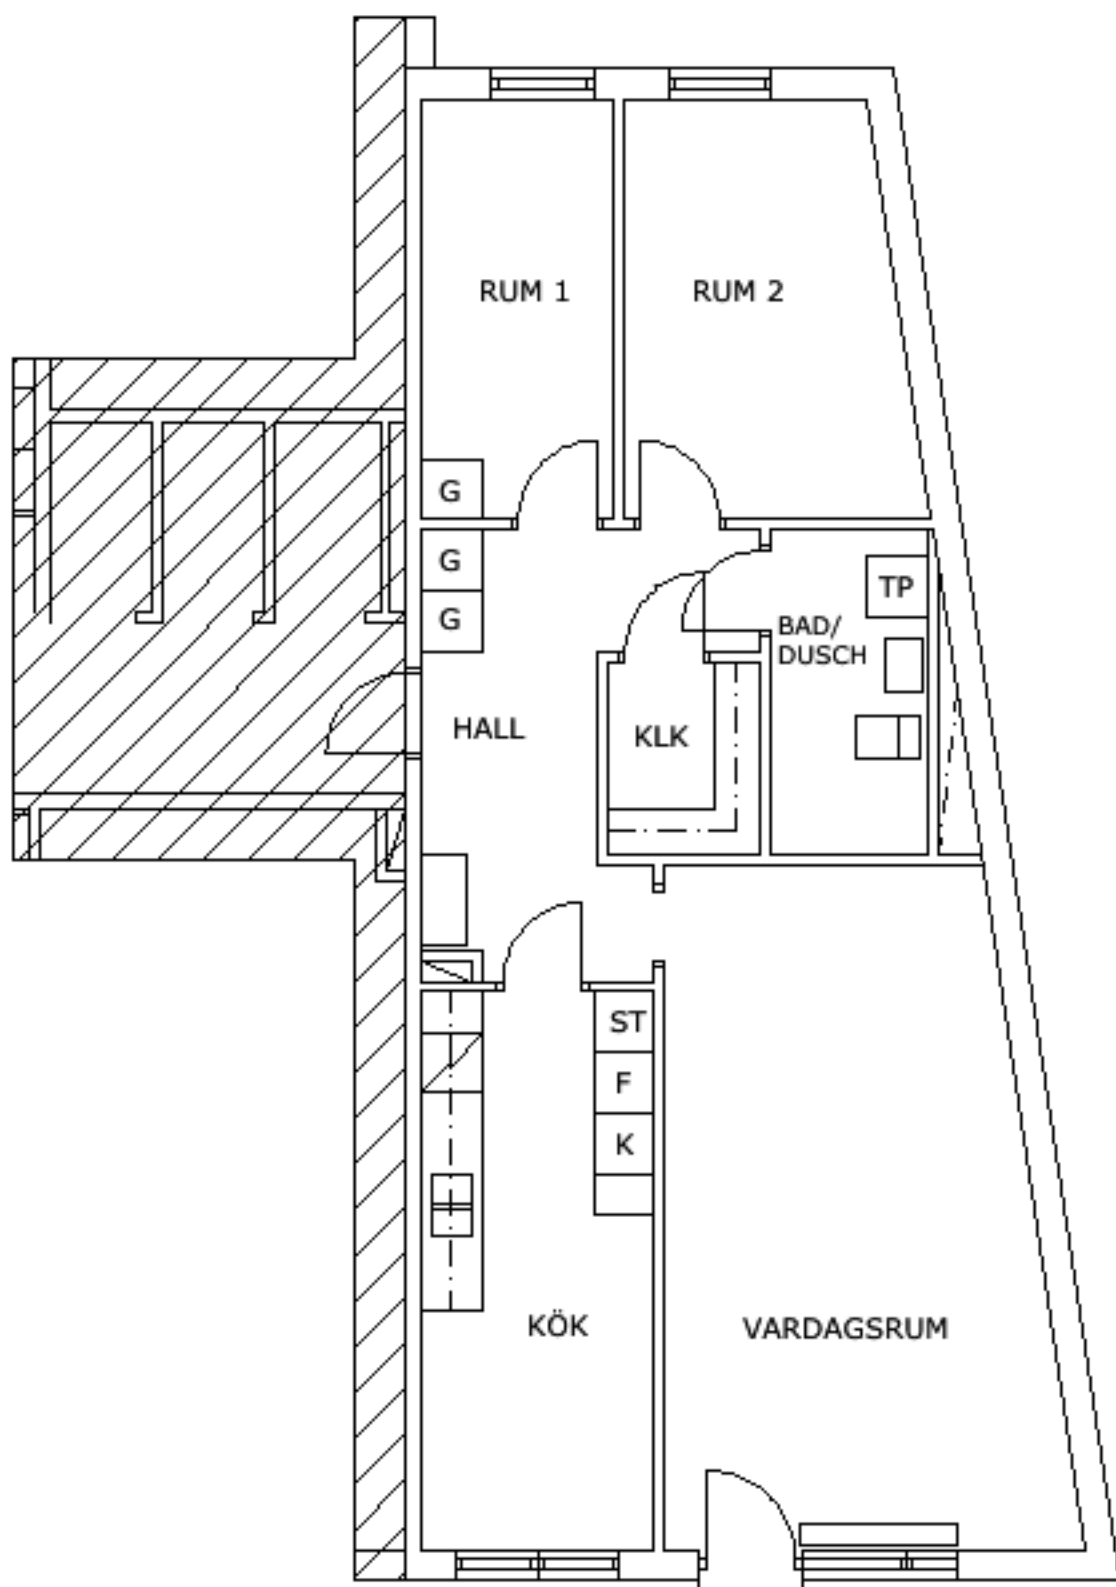 RUM 1
RUM 2
G
G
G
TP
BAD/
DUSCH
HALL
KLK
ST
F
K
KÖK
VARDAGSRUM